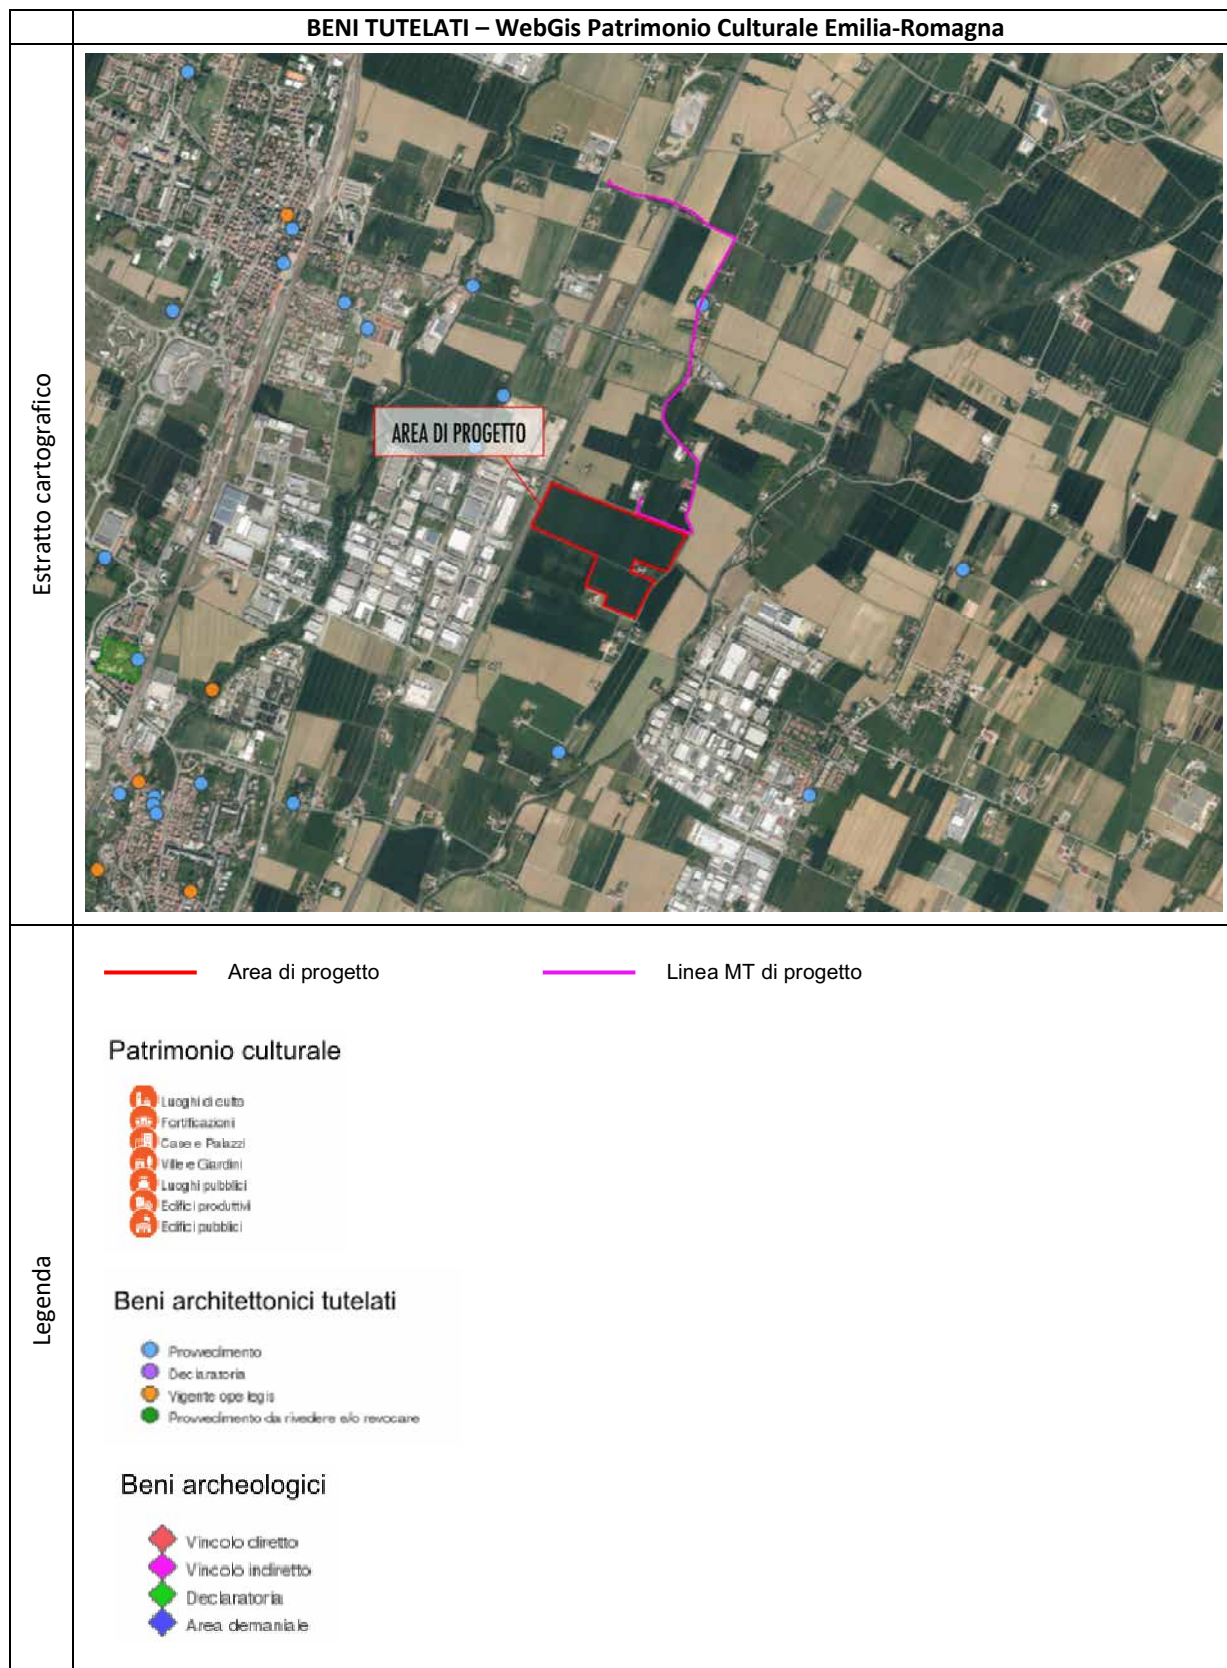 BENI TUTELATI – WebGis Patrimonio Culturale Emilia-Romagna
Estratto cartografico
AREA DI PROGETTO
Legenda
Area di progetto
Linea MT di progetto
Patrimonio culturale
Luoghi di culto
Fortificazioni
Case e Palazzi
Ville e Giardini
Luoghi pubblici
Edifici produttivi
Edifici pubblici
Beni architettonici tutelati
Provvedimento
Declaratoria
Vigente ope legis
Provvedimento da rivedere e/o revocare
Beni archeologici
Vincolo diretto
Vincolo indiretto
Declaratoria
Area demaniale